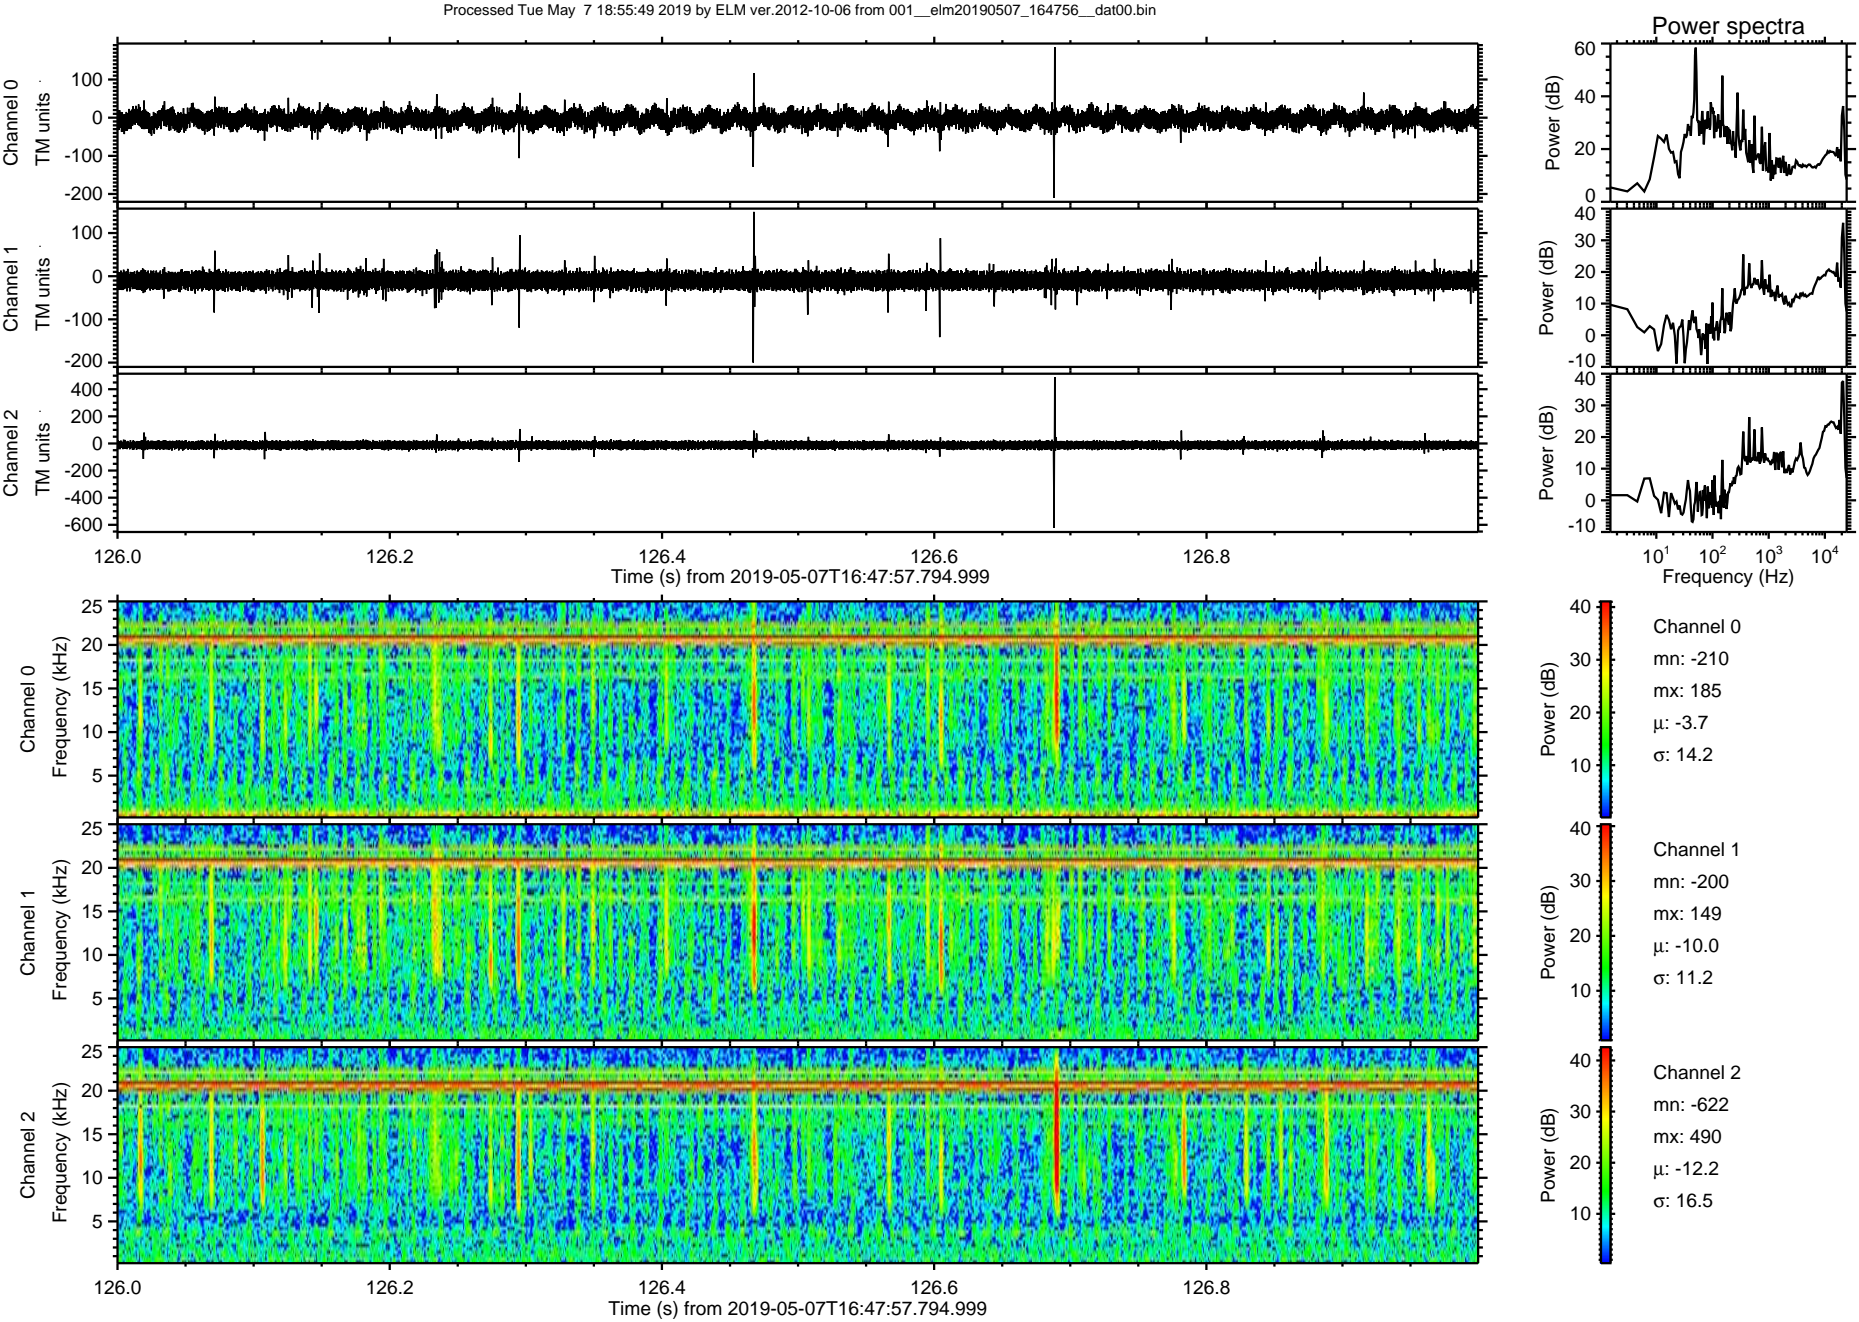 Processed Tue May  7 18:55:49 2019 by ELM ver.2012-10-06 from 001__elm20190507_164756__dat00.bin
Power spectra
Channel 0
TM units
100
0
-100
-200
Power (dB)
60
40
20
0
Channel 1
TM units
100
0
-100
-200
Power (dB)
40
30
20
10
0
-10
Channel 2
TM units
400
200
0
-200
-400
-600
Power (dB)
40
30
20
10
0
-10
126.0 126.2 126.4 126.6 126.8
Time (s) from 2019-05-07T16:47:57.794.999
10^1 10^2 10^3 10^4
Frequency (Hz)
Channel 0
Frequency (kHz)
25
20
15
10
5
Power (dB)
40
30
20
10
Channel 0
mn: -210
mx: 185
μ: -3.7
σ: 14.2
Channel 1
Frequency (kHz)
25
20
15
10
5
Power (dB)
40
30
20
10
Channel 1
mn: -200
mx: 149
μ: -10.0
σ: 11.2
Channel 2
Frequency (kHz)
25
20
15
10
5
Power (dB)
40
30
20
10
Channel 2
mn: -622
mx: 490
μ: -12.2
σ: 16.5
126.0 126.2 126.4 126.6 126.8
Time (s) from 2019-05-07T16:47:57.794.999